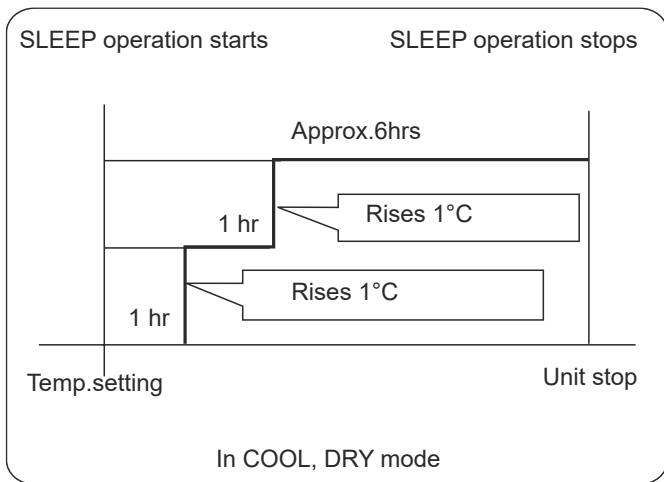 SLEEP operation starts
SLEEP operation stops
Approx.6hrs
Rises 1°C
1 hr
Rises 1°C
1 hr
Temp.setting
Unit stop
In COOL, DRY mode